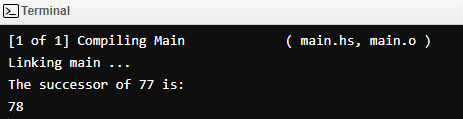 Terminal
[1 of 1] Compiling Main             ( main.hs, main.o )
Linking main ...
The successor of 77 is:
78